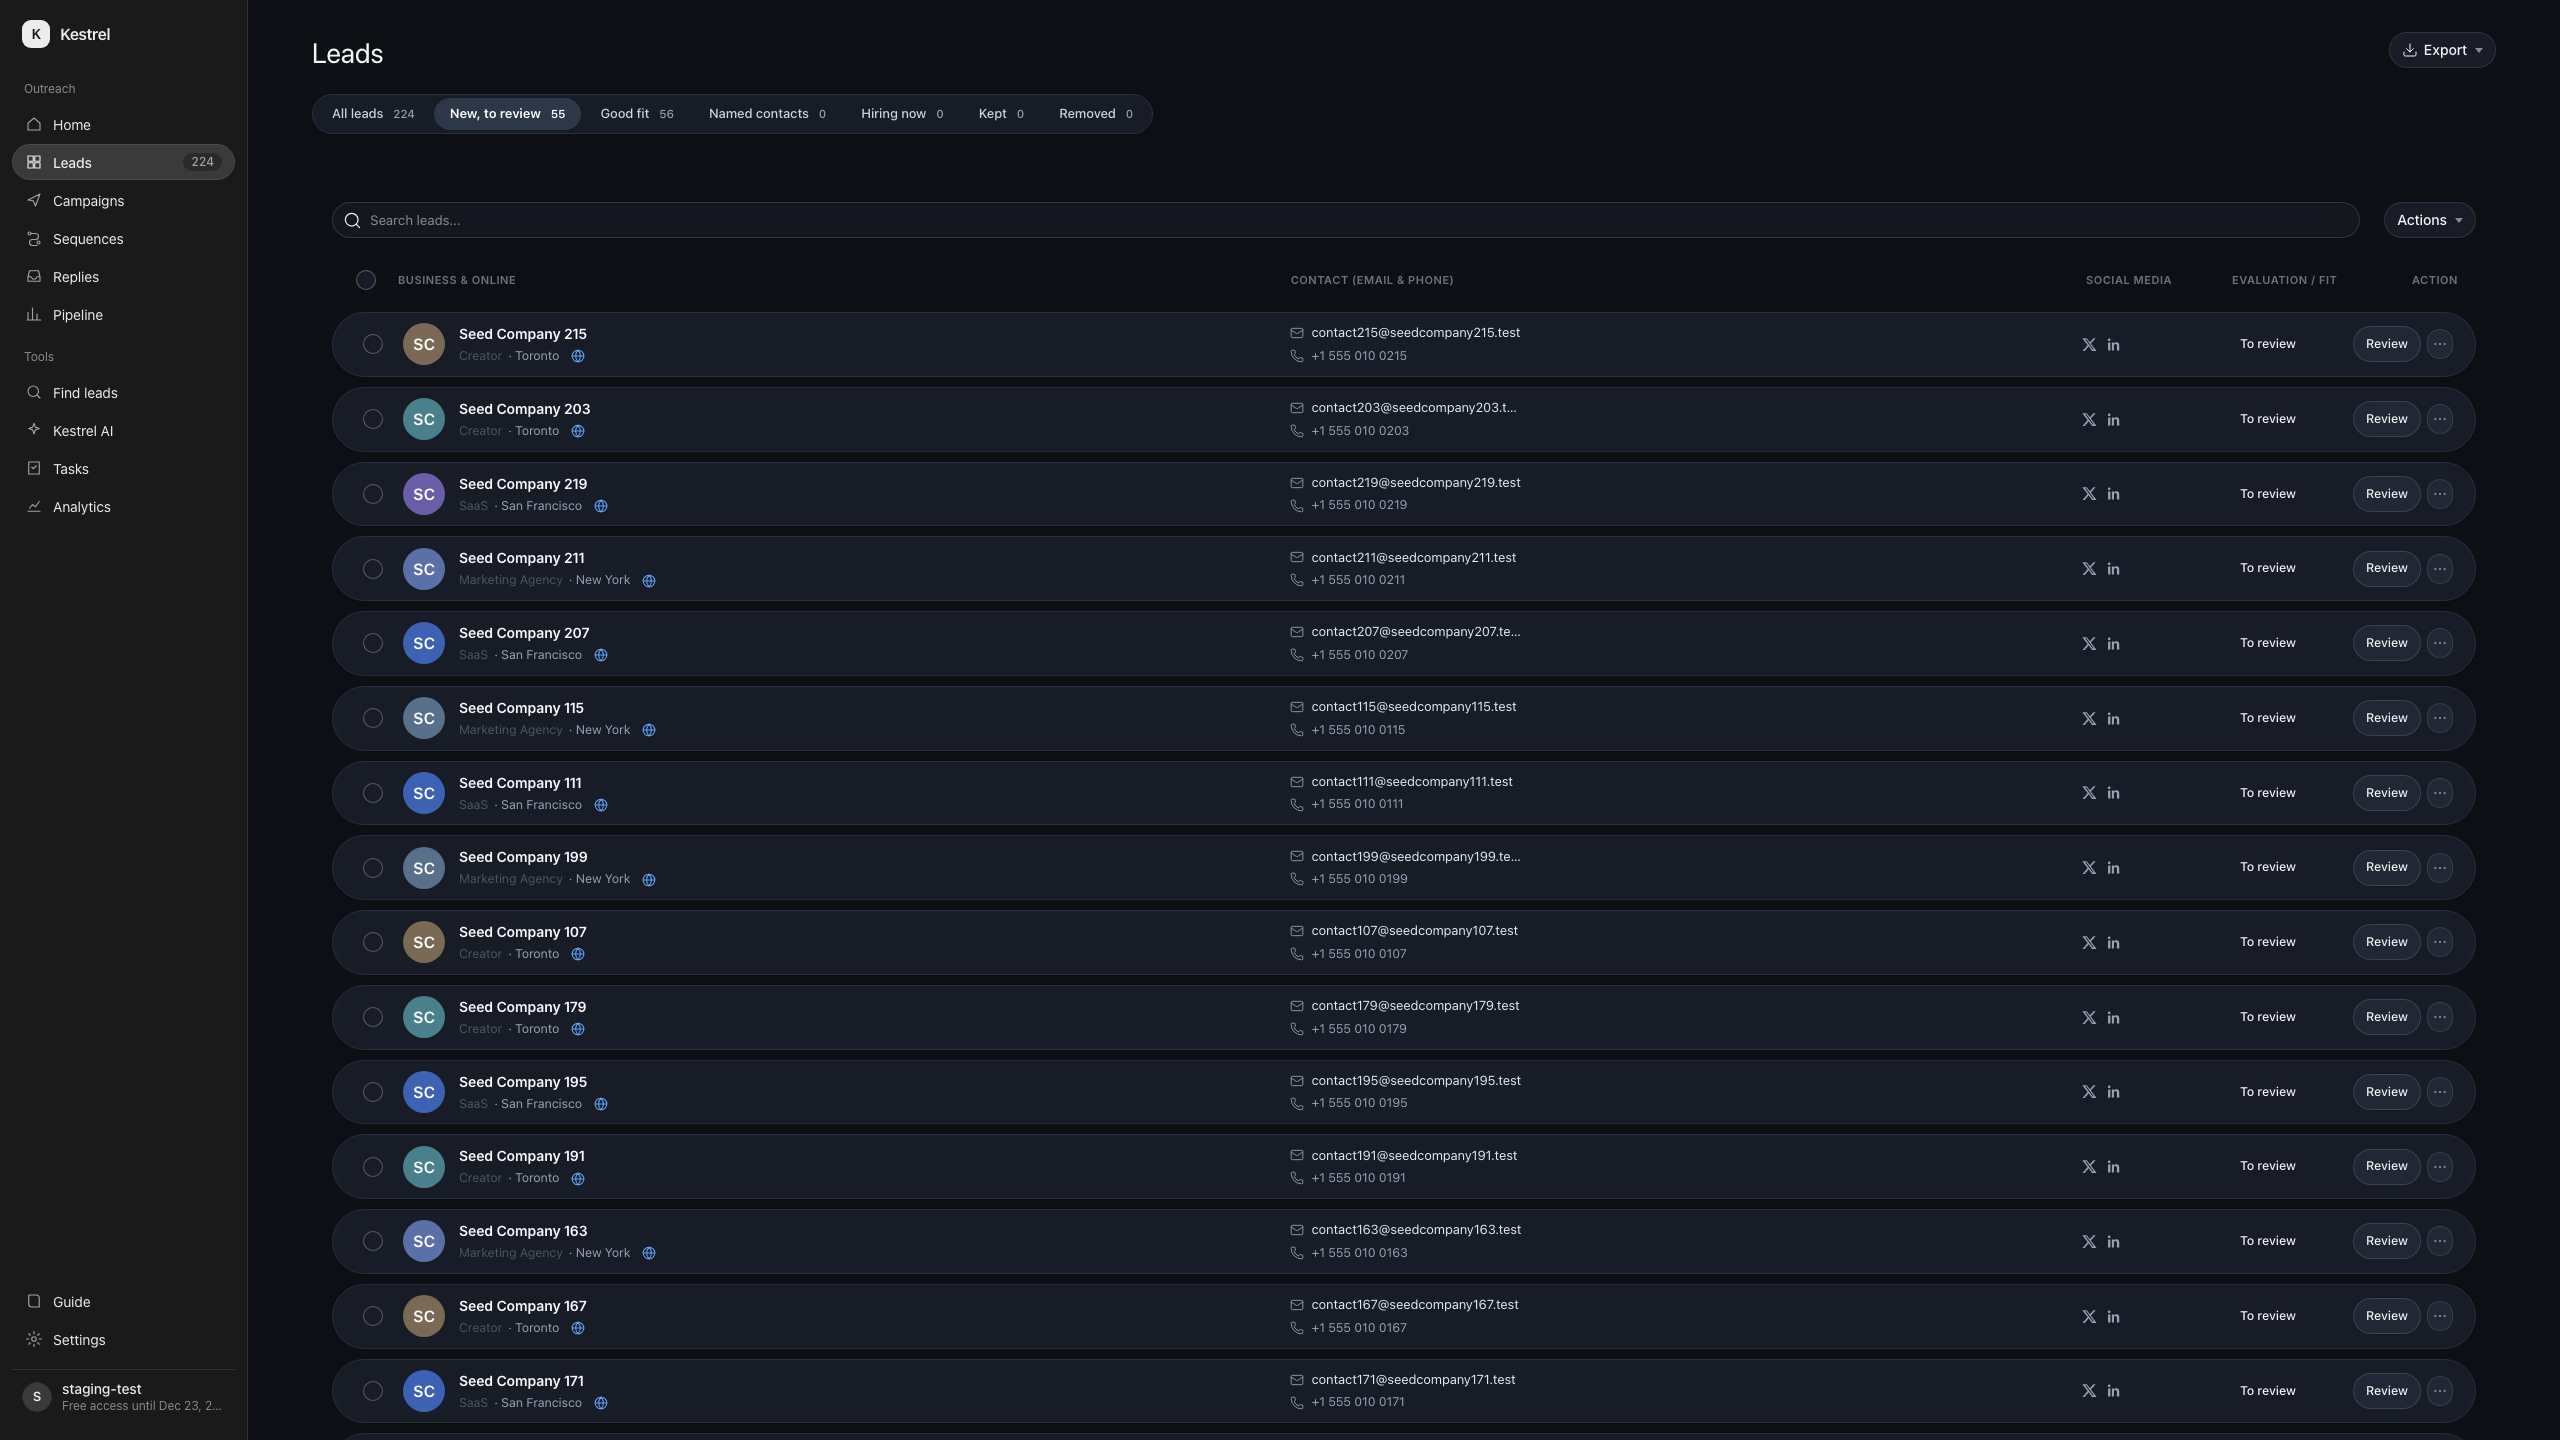 K Kestrel
Outreach
Home
Leads 224
Campaigns
Sequences
Replies
Pipeline
Tools
Find leads
Kestrel AI
Tasks
Analytics
Guide
Settings
S staging-test
Free access until Dec 23, 2...
Leads
Export
All leads 224 New, to review 55 Good fit 56 Named contacts 0 Hiring now 0 Kept 0 Removed 0
Search leads...
Actions
BUSINESS & ONLINE CONTACT (EMAIL & PHONE) SOCIAL MEDIA EVALUATION / FIT ACTION
SC Seed Company 215 contact215@seedcompany215.test To review Review
Creator · Toronto +1 555 010 0215
SC Seed Company 203 contact203@seedcompany203.t... To review Review
Creator · Toronto +1 555 010 0203
SC Seed Company 219 contact219@seedcompany219.test To review Review
SaaS · San Francisco +1 555 010 0219
SC Seed Company 211 contact211@seedcompany211.test To review Review
Marketing Agency · New York +1 555 010 0211
SC Seed Company 207 contact207@seedcompany207.te... To review Review
SaaS · San Francisco +1 555 010 0207
SC Seed Company 115 contact115@seedcompany115.test To review Review
Marketing Agency · New York +1 555 010 0115
SC Seed Company 111 contact111@seedcompany111.test To review Review
SaaS · San Francisco +1 555 010 0111
SC Seed Company 199 contact199@seedcompany199.te... To review Review
Marketing Agency · New York +1 555 010 0199
SC Seed Company 107 contact107@seedcompany107.test To review Review
Creator · Toronto +1 555 010 0107
SC Seed Company 179 contact179@seedcompany179.test To review Review
Creator · Toronto +1 555 010 0179
SC Seed Company 195 contact195@seedcompany195.test To review Review
SaaS · San Francisco +1 555 010 0195
SC Seed Company 191 contact191@seedcompany191.test To review Review
Creator · Toronto +1 555 010 0191
SC Seed Company 163 contact163@seedcompany163.test To review Review
Marketing Agency · New York +1 555 010 0163
SC Seed Company 167 contact167@seedcompany167.test To review Review
Creator · Toronto +1 555 010 0167
SC Seed Company 171 contact171@seedcompany171.test To review Review
SaaS · San Francisco +1 555 010 0171